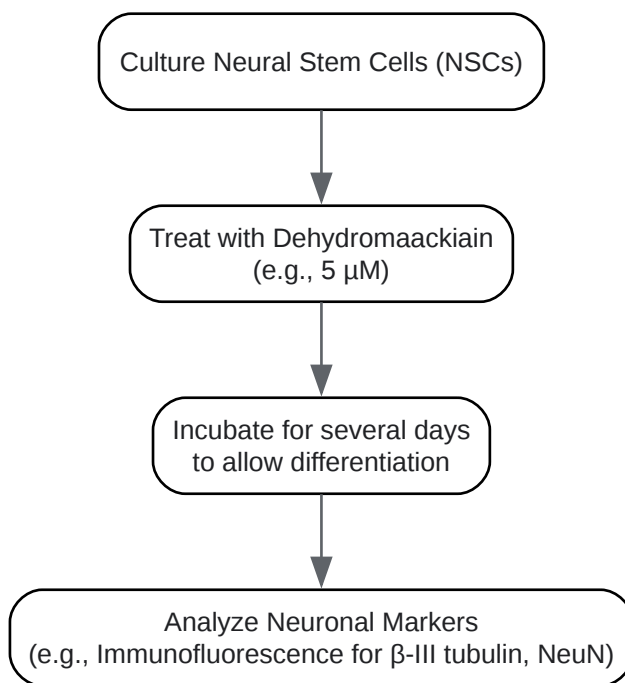 Culture Neural Stem Cells (NSCs)
Treat with Dehydromaackiain
(e.g., 5 µM)
Incubate for several days
to allow differentiation
Analyze Neuronal Markers
(e.g., Immunofluorescence for β-III tubulin, NeuN)